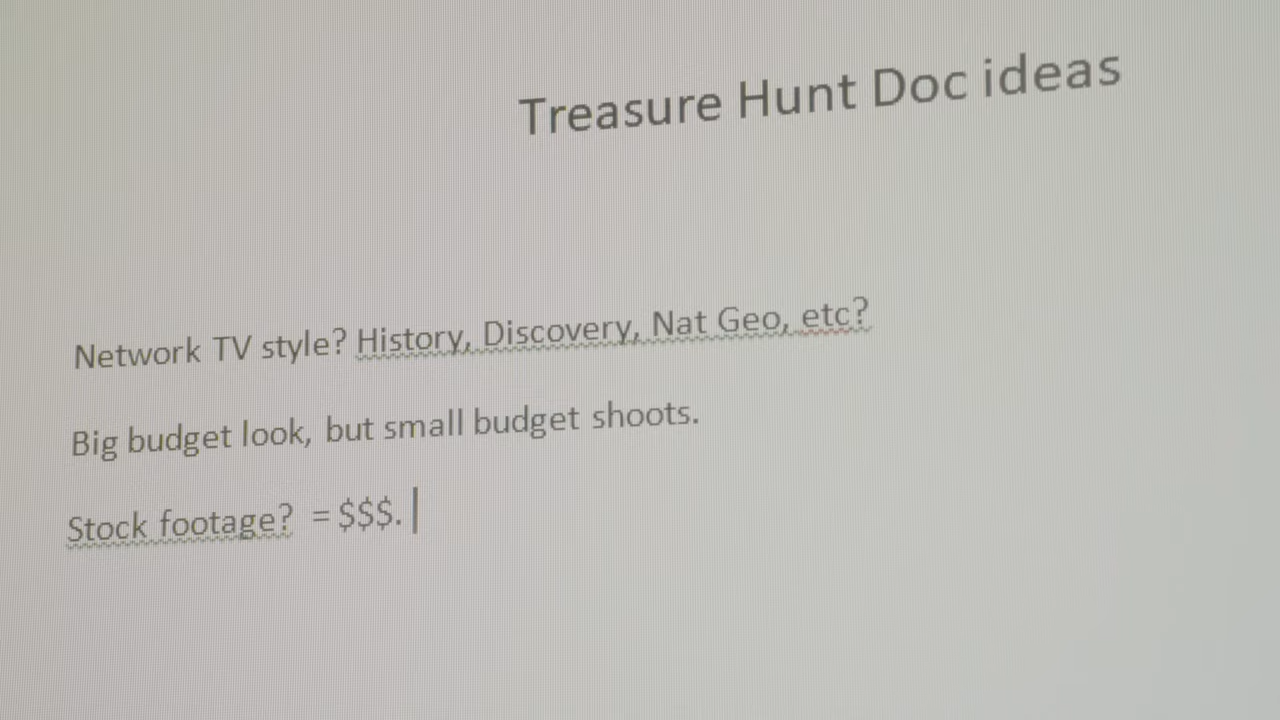 Treasure Hunt Doc ideas
Network TV style? History, Discovery, Nat Geo, etc?
Big budget look, but small budget shoots.
Stock footage?  = $$$.